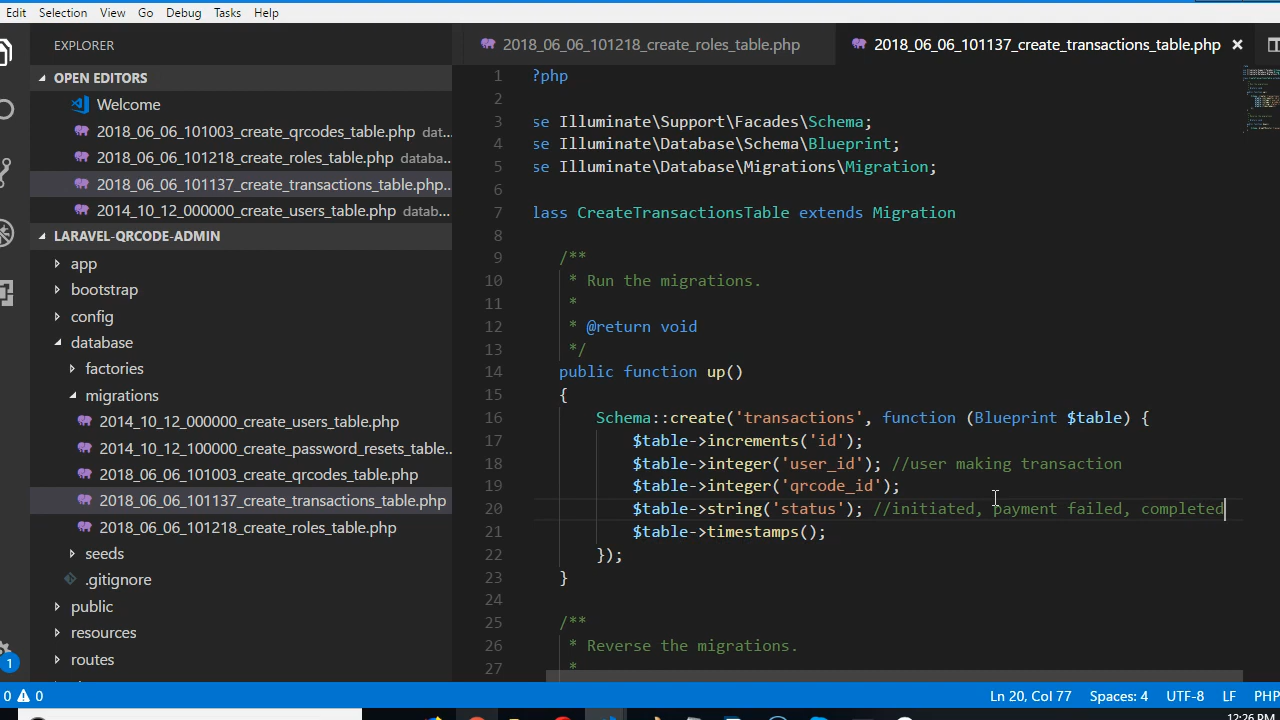 Edit Selection View Go Debug Tasks Help
EXPLORER
OPEN EDITORS
Welcome
2018_06_06_101003_create_qrcodes_table.php dat...
2018_06_06_101218_create_roles_table.php databa...
2018_06_06_101137_create_transactions_table.php...
2014_10_12_000000_create_users_table.php datab...
LARAVEL-QRCODE-ADMIN
app
bootstrap
config
database
factories
migrations
2014_10_12_000000_create_users_table.php
2014_10_12_100000_create_password_resets_table...
2018_06_06_101003_create_qrcodes_table.php
2018_06_06_101137_create_transactions_table.php
2018_06_06_101218_create_roles_table.php
seeds
.gitignore
public
resources
routes
1
2018_06_06_101218_create_roles_table.php 2018_06_06_101137_create_transactions_table.php
1 ?php
2
3 se Illuminate\Support\Facades\Schema;
4 se Illuminate\Database\Schema\Blueprint;
5 se Illuminate\Database\Migrations\Migration;
6
7 lass CreateTransactionsTable extends Migration
8
9 /**
10 * Run the migrations.
11 *
12 * @return void
13 */
14 public function up()
15 {
16 Schema::create('transactions', function (Blueprint $table) {
17 $table->increments('id');
18 $table->integer('user_id'); //user making transaction
19 $table->integer('qrcode_id');
20 $table->string('status'); //initiated, payment failed, completed
21 $table->timestamps();
22 });
23 }
24
25 /**
26 * Reverse the migrations.
27 *
0 0 Ln 20, Col 77 Spaces: 4 UTF-8 LF PHP
12:26 PM